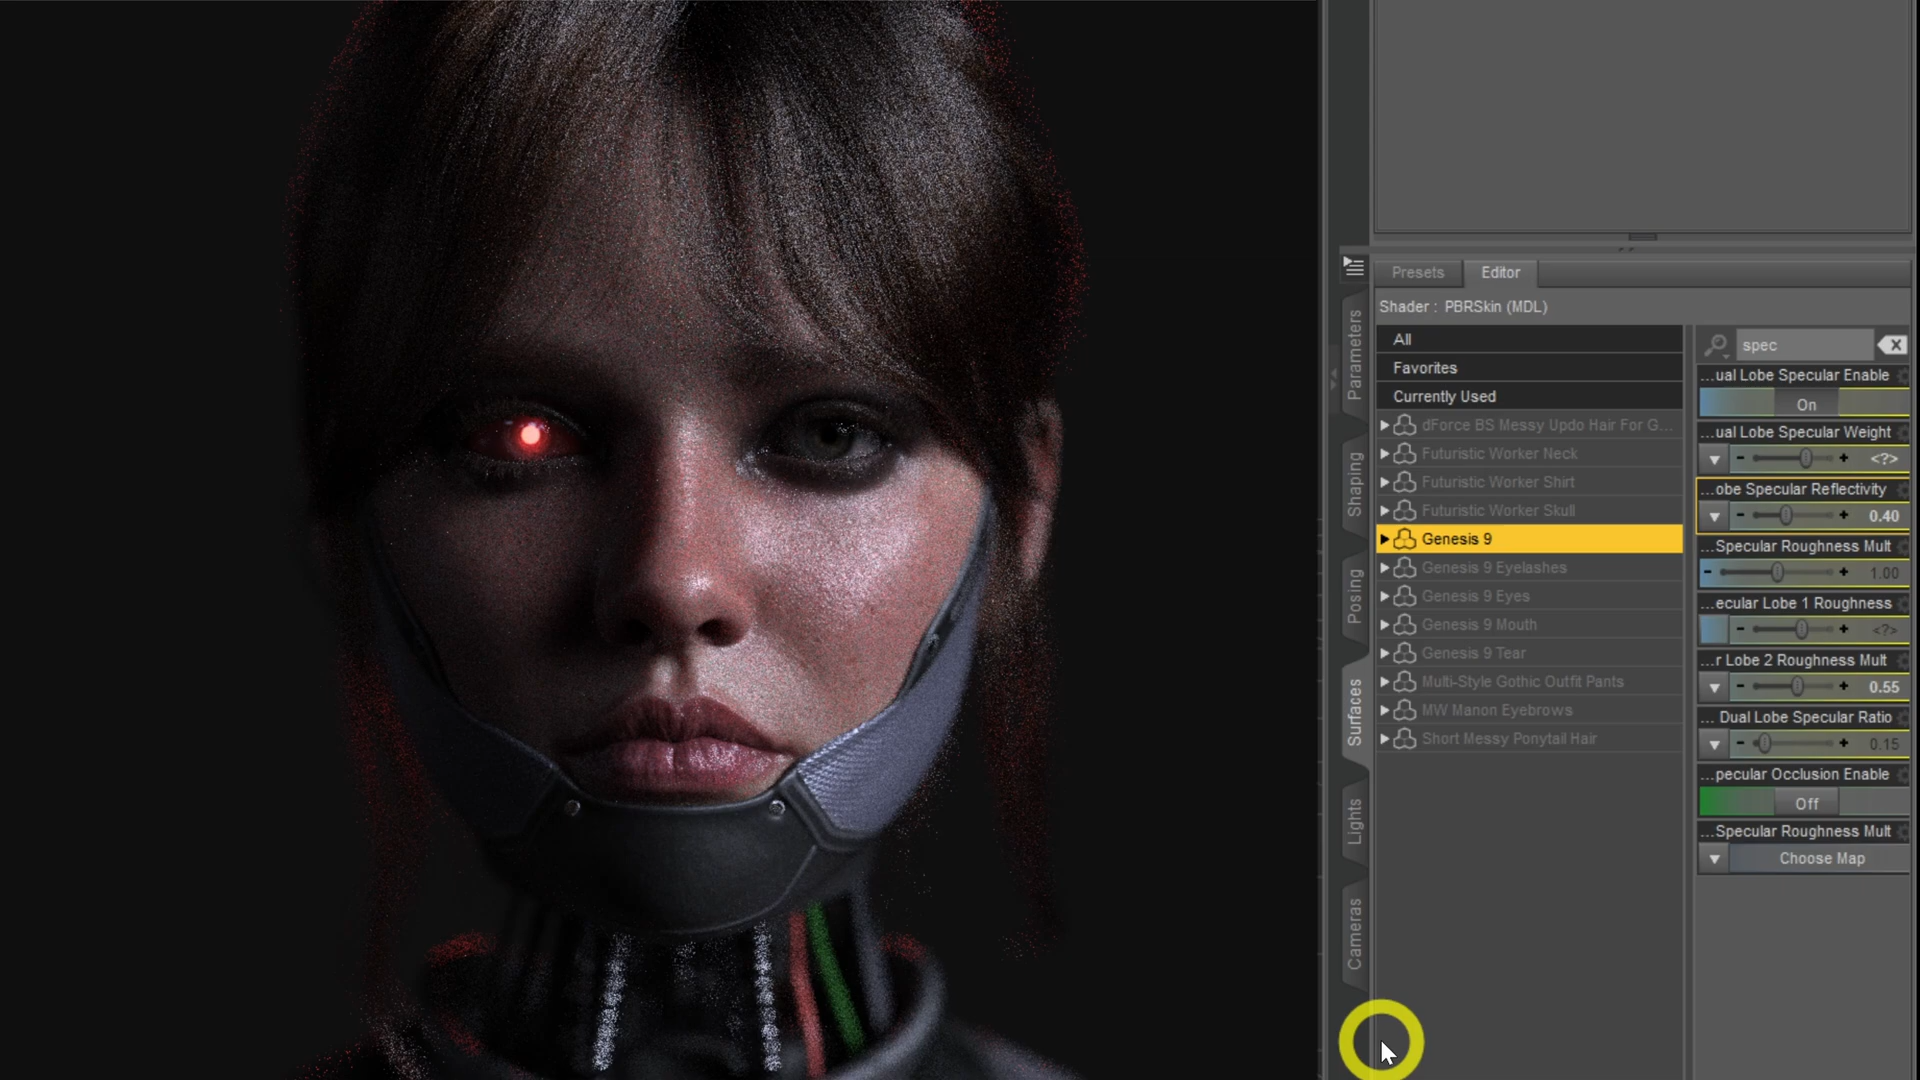 Presets
Editor
Shader : PBRSkin (MDL)
All
Favorites
Currently Used
dForce BS Messy Updo Hair For G...
Futuristic Worker Neck
Futuristic Worker Shirt
Futuristic Worker Skull
Genesis 9
Genesis 9 Eyelashes
Genesis 9 Eyes
Genesis 9 Mouth
Genesis 9 Tear
Multi-Style Gothic Outfit Pants
MW Manon Eyebrows
Short Messy Ponytail Hair
spec
...ual Lobe Specular Enable
On
...ual Lobe Specular Weight
- + <?>
...obe Specular Reflectivity
- + 0.40
...Specular Roughness Mult
- + 1.00
...ecular Lobe 1 Roughness
- + <?>
...r Lobe 2 Roughness Mult
- + 0.55
... Dual Lobe Specular Ratio
- + 0.15
...pecular Occlusion Enable
Off
...Specular Roughness Mult
Choose Map
Parameters
Shaping
Posing
Surfaces
Lights
Cameras